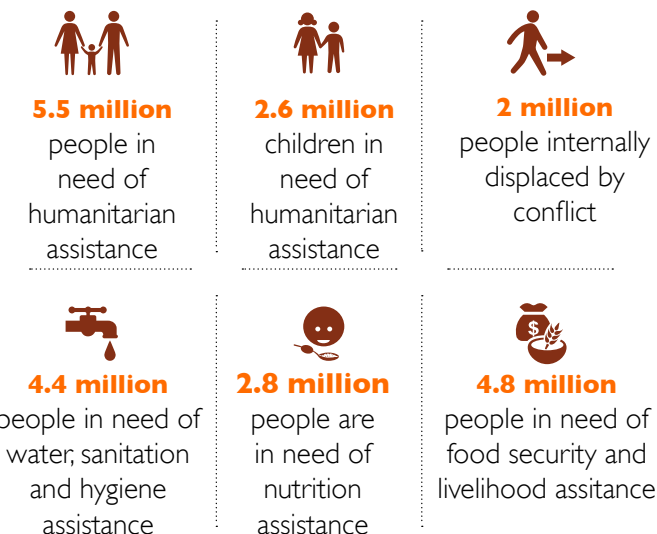 5.5 million
people in
need of
humanitarian
assistance
2.6 million
children in
need of
humanitarian
assistance
2 million
people internally
displaced by
conflict
4.4 million
people in need of
water, sanitation
and hygiene
assistance
2.8 million
people are
in need of
nutrition
assistance
$
4.8 million
people in need of
food security and
livelihood assitance